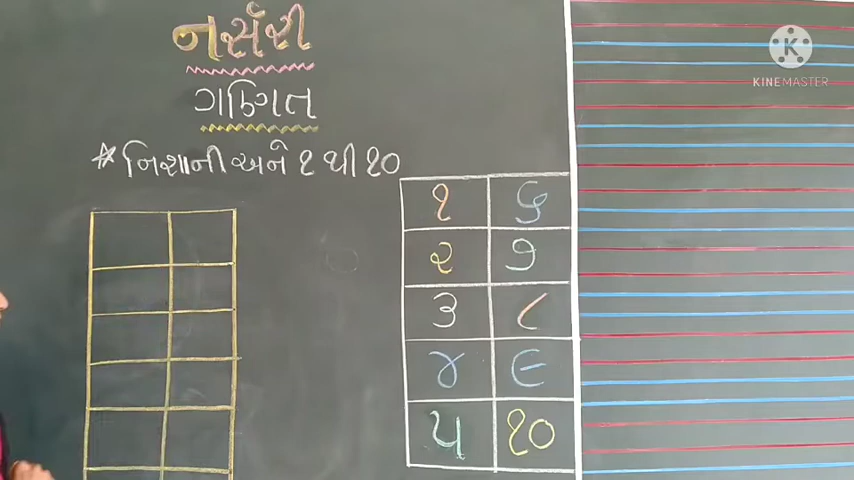 નર્સરી
ગણિત
* નિશાની અને ૧ થી ૧૦
૧ ૬
૨ ૭
૩ ૮
૪ ૯
૫ ૧૦
K
KINEMASTER